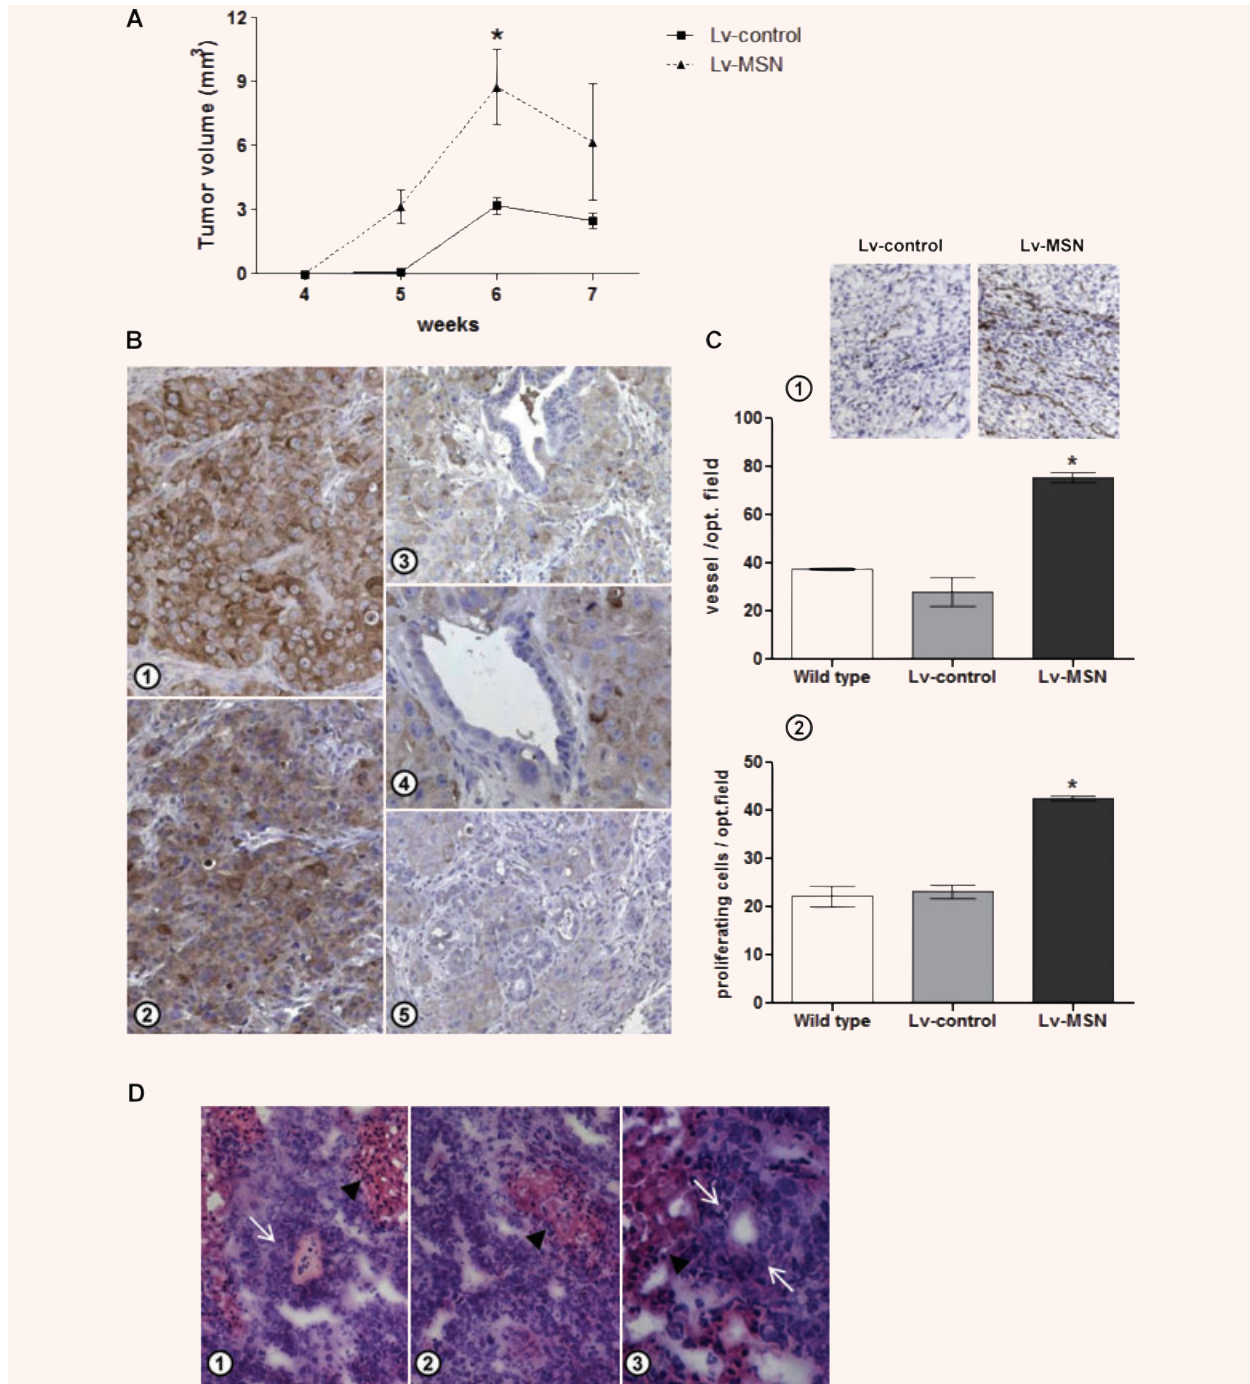 A
Tumor volume (mm³)
12
9
6
3
0
*
4 5 6 7
weeks
Lv-control
Lv-MSN
B
1
2
3
4
5
C
Lv-control Lv-MSN
1
vessel /opt. field
100
80
60
40
20
0
*
Wild type Lv-control Lv-MSN
2
proliferating cells / opt.field
50
40
30
20
10
0
*
Wild type Lv-control Lv-MSN
D
1 2 3